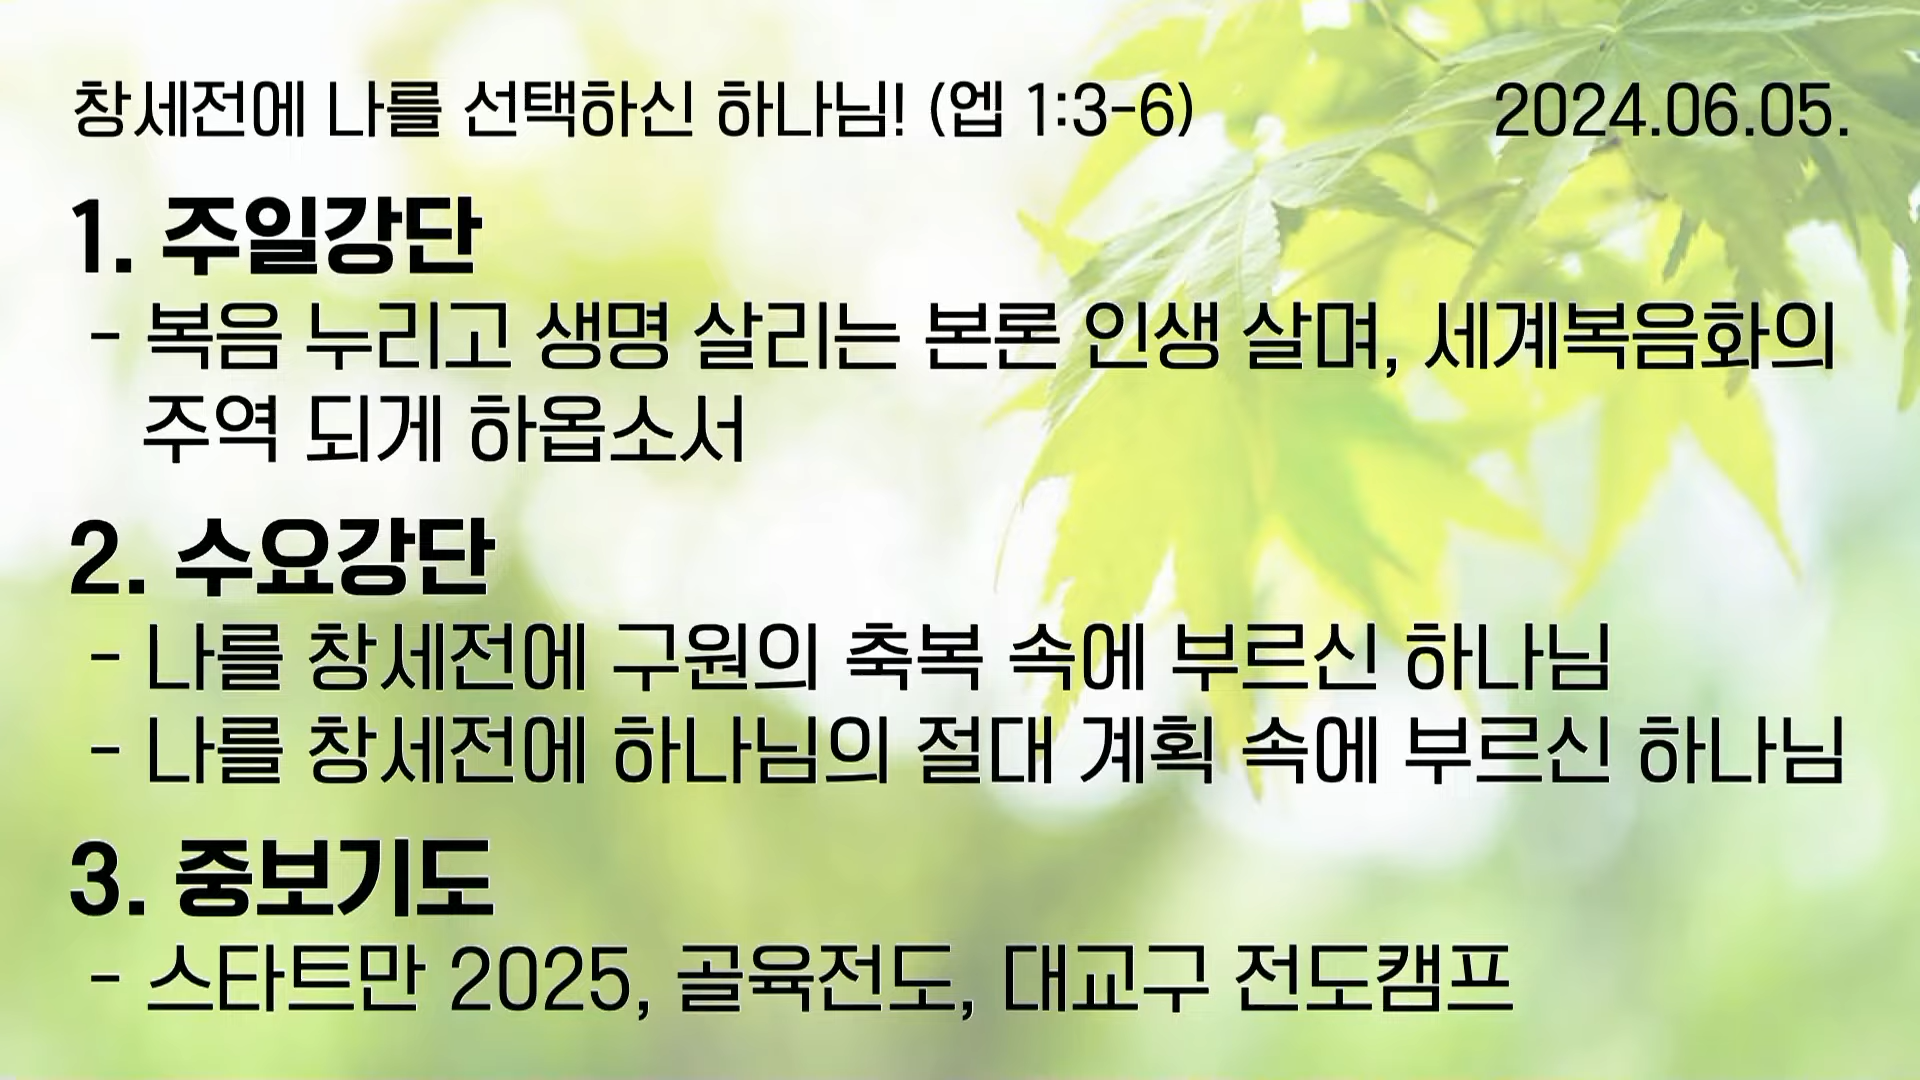 창세전에 나를 선택하신 하나님! (엡 1:3-6) 2024.06.05.
1. 주일강단
- 복음 누리고 생명 살리는 본론 인생 살며, 세계복음화의
주역 되게 하옵소서
2. 수요강단
- 나를 창세전에 구원의 축복 속에 부르신 하나님
- 나를 창세전에 하나님의 절대 계획 속에 부르신 하나님
3. 중보기도
- 스타트만 2025, 골육전도, 대교구 전도캠프